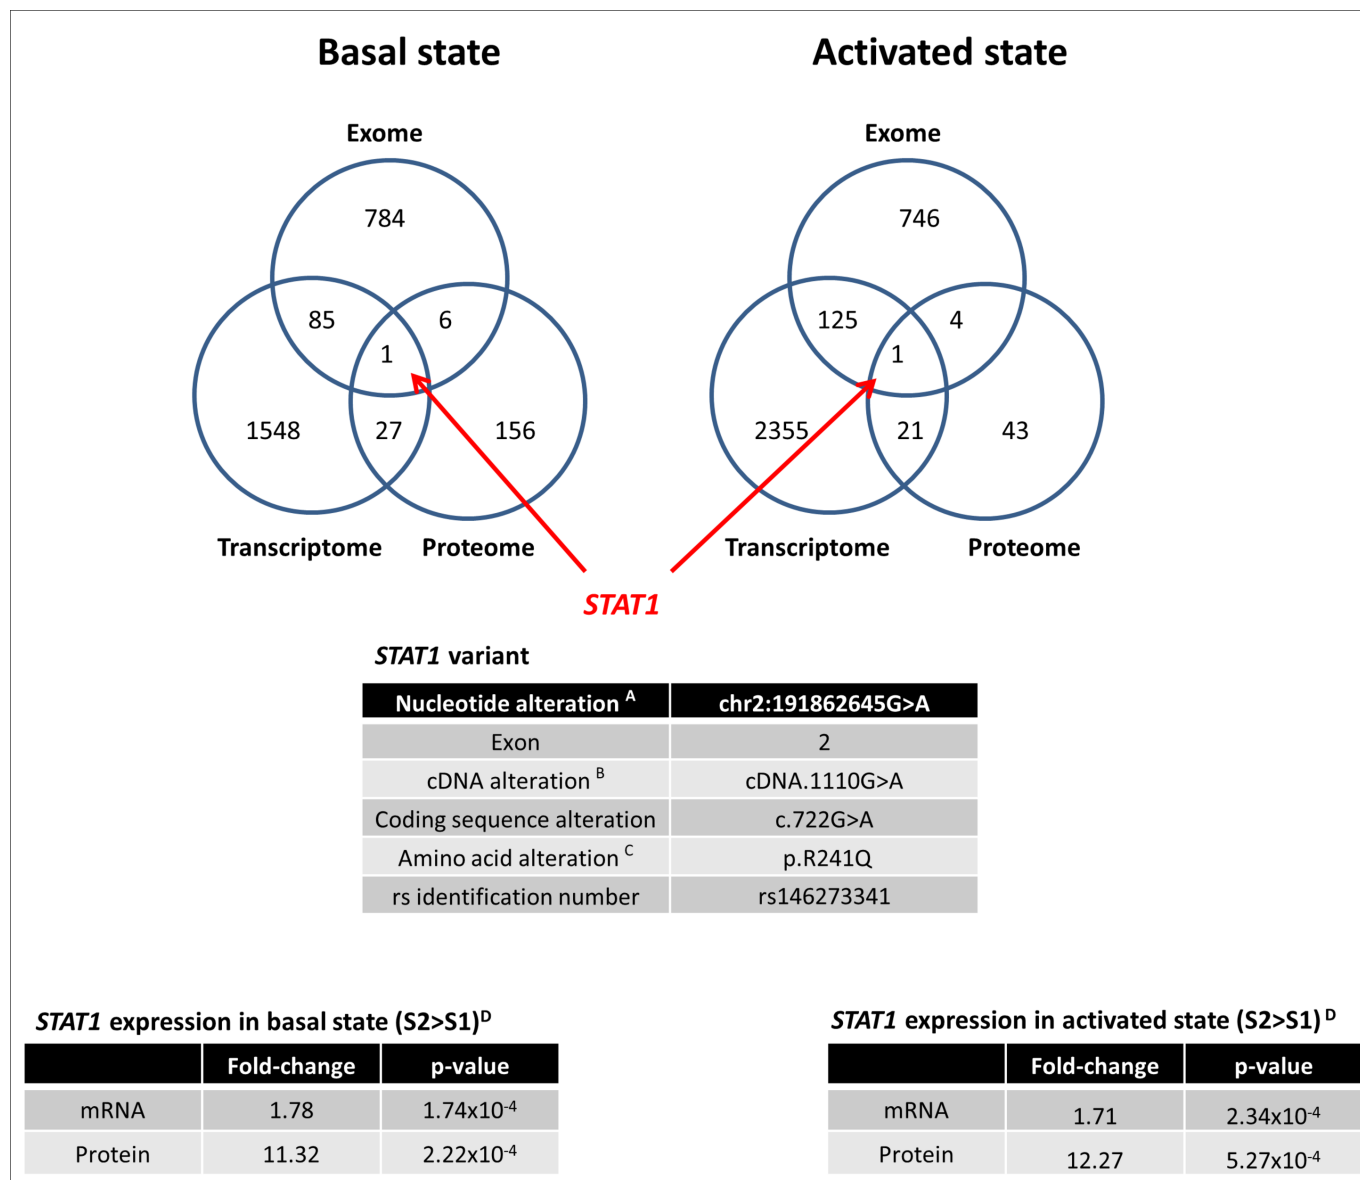 Basal state
Activated state
Exome
Exome
784
746
85
6
125
4
1
1
1548
27
156
2355
21
43
Transcriptome
Proteome
Transcriptome
Proteome
STAT1
STAT1 variant
Nucleotide alteration A chr2:191862645G>A
Exon 2
cDNA alteration B cDNA.1110G>A
Coding sequence alteration c.722G>A
Amino acid alteration C p.R241Q
rs identification number rs146273341
STAT1 expression in basal state (S2>S1)D
Fold-change p-value
mRNA 1.78 1.74x10-4
Protein 11.32 2.22x10-4
STAT1 expression in activated state (S2>S1) D
Fold-change p-value
mRNA 1.71 2.34x10-4
Protein 12.27 5.27x10-4